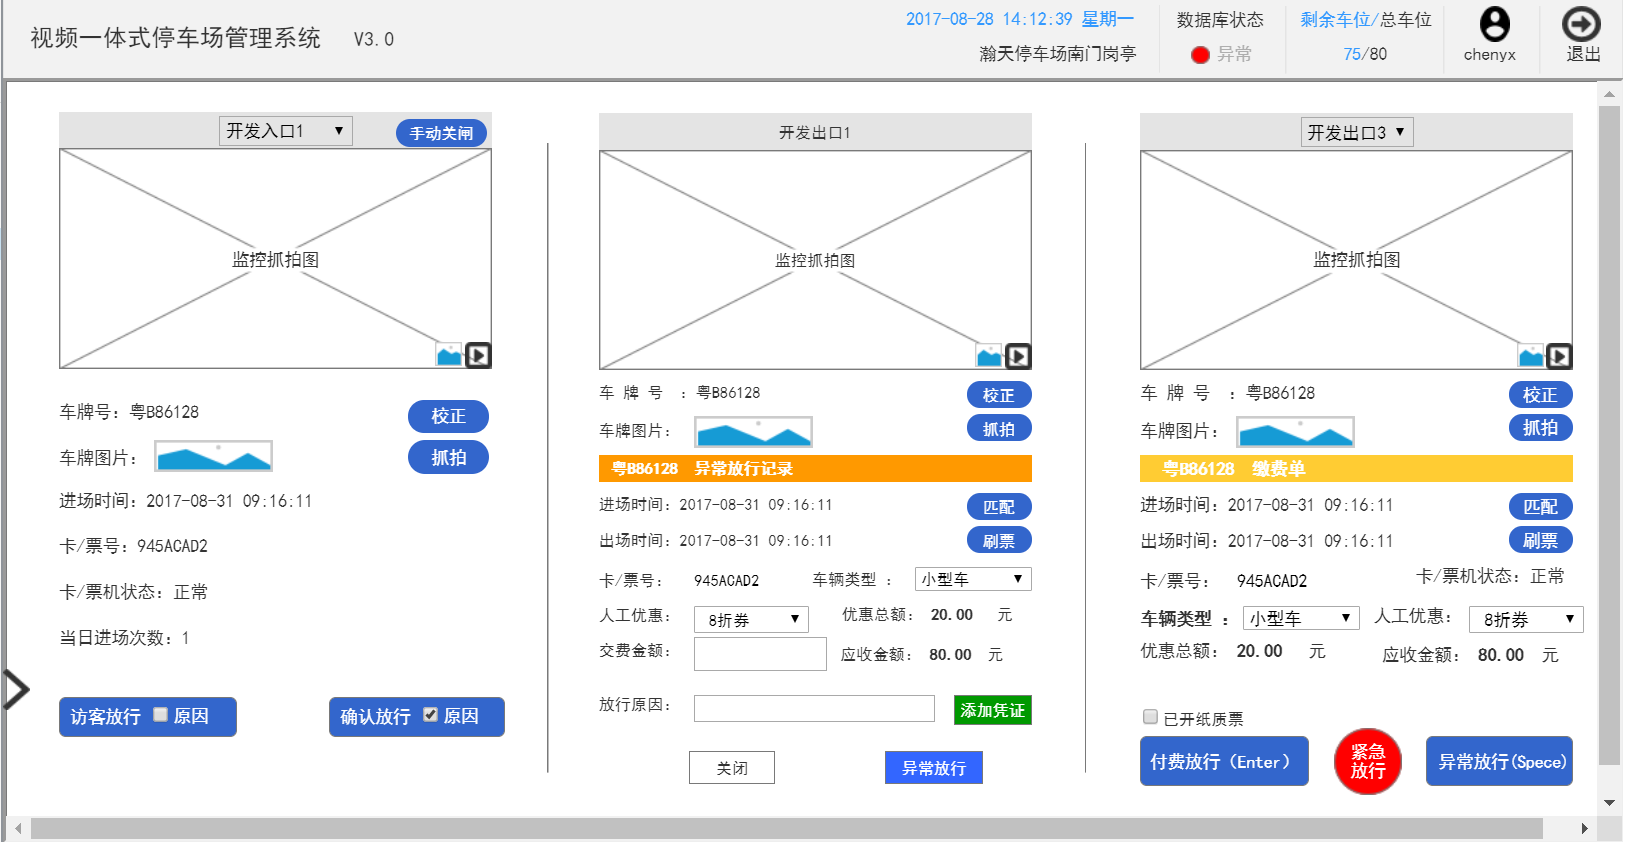 视频一体式停车场管理系统 V3.0
2017-08-28 14:12:39 星期一
瀚天停车场南门岗亭
数据库状态
异常
剩余车位/总车位
75/80
chenyx
退出
开发入口1
手动关闸
监控抓拍图
车牌号：粤B86128
校正
车牌图片：
抓拍
进场时间：2017-08-31 09:16:11
卡/票号：945ACAD2
卡/票机状态：正常
当日进场次数：1
访客放行 原因
确认放行 原因
开发出口1
监控抓拍图
车 牌 号 ：粤B86128
校正
车牌图片：
抓拍
粤B86128 异常放行记录
进场时间：2017-08-31 09:16:11
匹配
出场时间：2017-08-31 09:16:11
刷票
卡/票号： 945ACAD2 车辆类型 ： 小型车
人工优惠： 8折券 优惠总额： 20.00 元
交费金额： 应收金额： 80.00 元
放行原因： 添加凭证
关闭 异常放行
开发出口3
监控抓拍图
车 牌 号 ：粤B86128
校正
车牌图片：
抓拍
粤B86128 缴费单
进场时间：2017-08-31 09:16:11
匹配
出场时间：2017-08-31 09:16:11
刷票
卡/票号： 945ACAD2 卡/票机状态：正常
车辆类型 ： 小型车 人工优惠： 8折券
优惠总额： 20.00 元 应收金额： 80.00 元
已开纸质票
付费放行（Enter）
紧急
放行
异常放行(Spece)